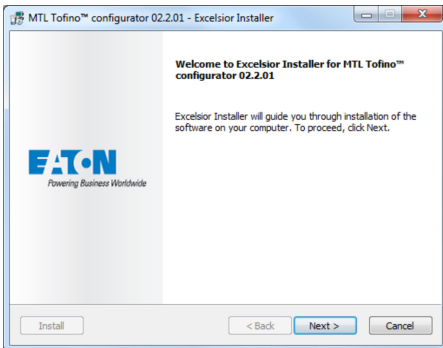 MTL Tofino™ configurator 02.2.01 - Excelsior Installer
Welcome to Excelsior Installer for MTL Tofino™
configurator 02.2.01
Excelsior Installer will guide you through installation of the
software on your computer. To proceed, click Next.
EATON
Powering Business Worldwide
Install
< Back
Next >
Cancel